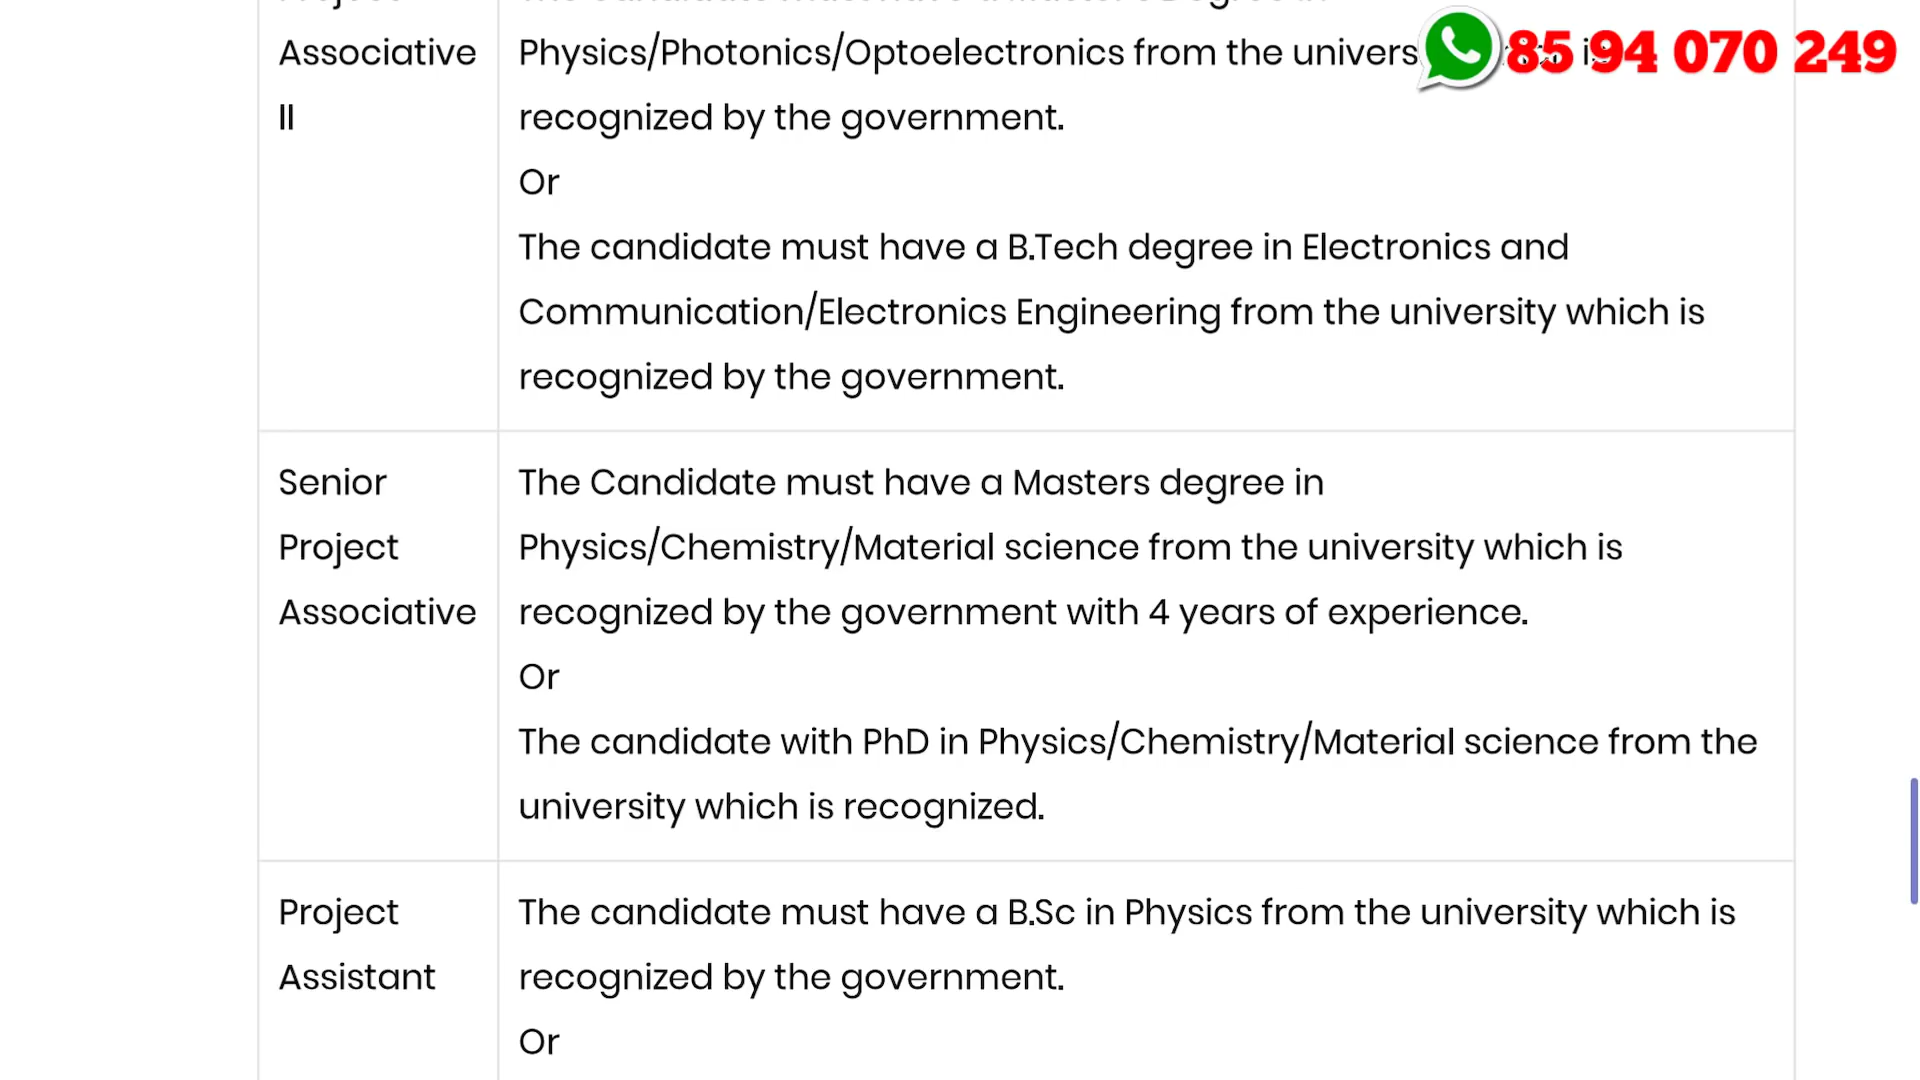 85 94 070 249
Associative
II
Physics/Photonics/Optoelectronics from the
recognized by the government.
Or
The candidate must have a B.Tech degree in Electronics and
Communication/Electronics Engineering from the university which is
recognized by the government.
Senior
Project
Associative
The Candidate must have a Masters degree in
Physics/Chemistry/Material science from the university which is
recognized by the government with 4 years of experience.
Or
The candidate with PhD in Physics/Chemistry/Material science from the
university which is recognized.
Project
Assistant
The candidate must have a B.Sc in Physics from the university which is
recognized by the government.
Or